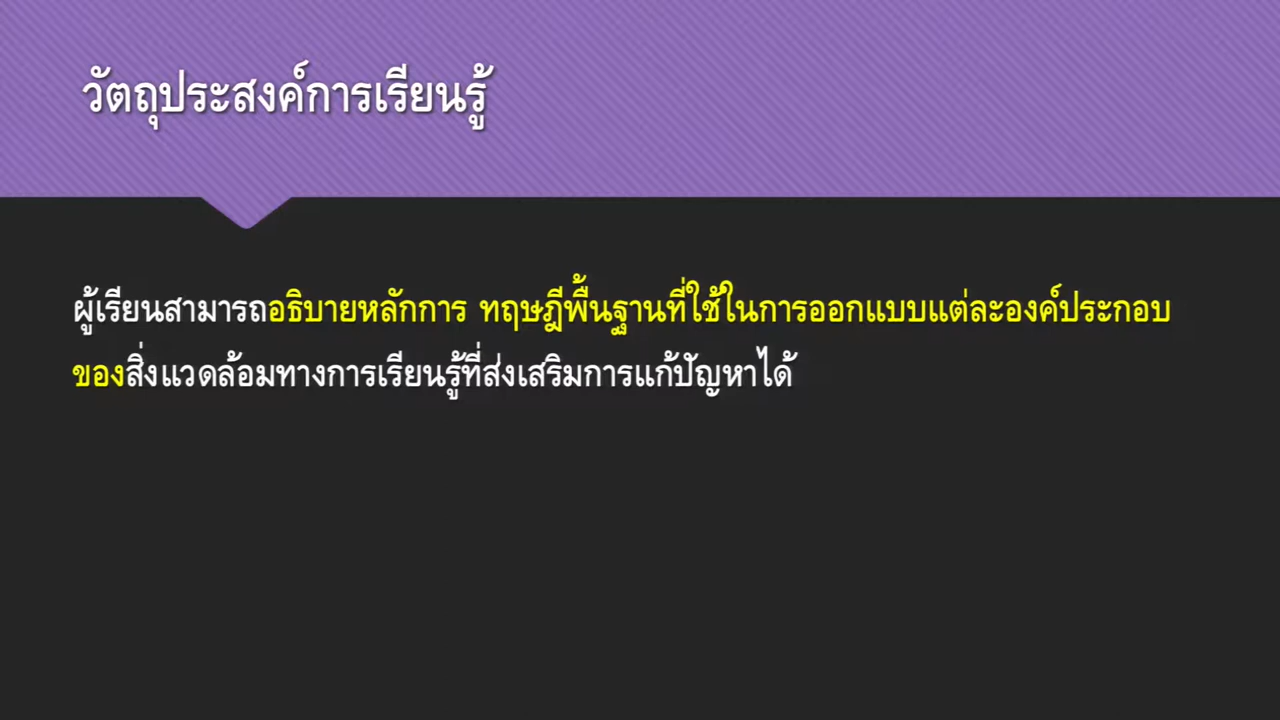 วัตถุประสงค์การเรียนรู้
ผู้เรียนสามารถอธิบายหลักการ ทฤษฎีพื้นฐานที่ใช้ในการออกแบบแต่ละองค์ประกอบ
ของสิ่งแวดล้อมทางการเรียนรู้ที่ส่งเสริมการแก้ปัญหาได้